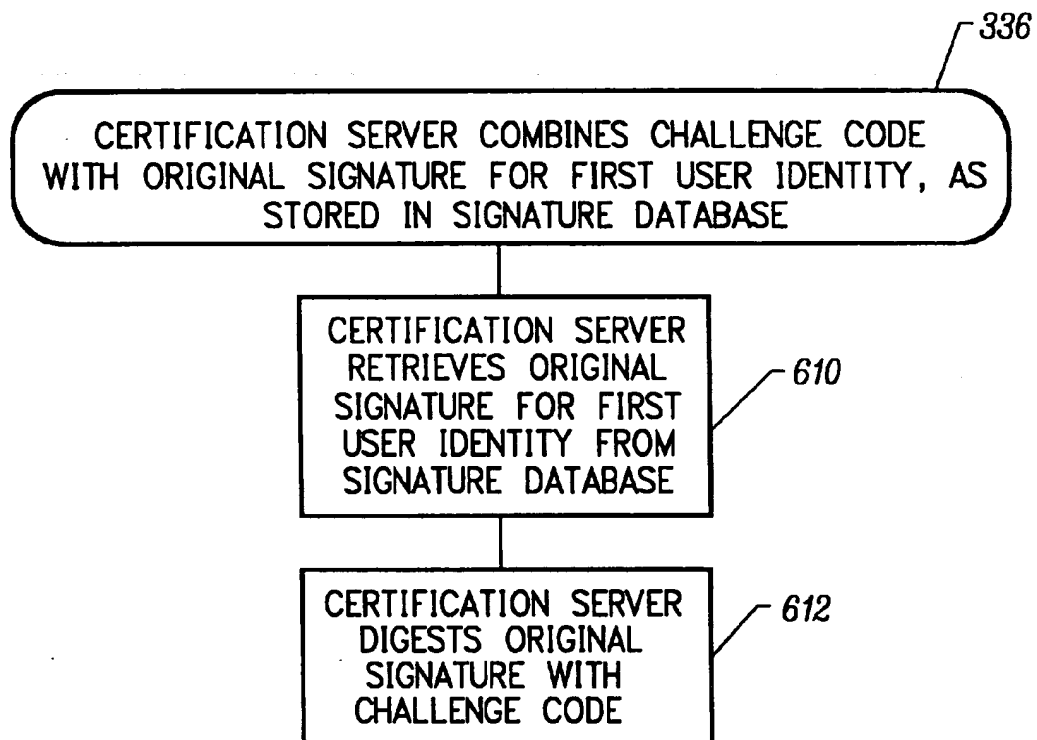 336
CERTIFICATION SERVER COMBINES CHALLENGE CODE
WITH ORIGINAL SIGNATURE FOR FIRST USER IDENTITY, AS
STORED IN SIGNATURE DATABASE
CERTIFICATION SERVER
RETRIEVES ORIGINAL
SIGNATURE FOR FIRST
USER IDENTITY FROM
SIGNATURE DATABASE
610
CERTIFICATION SERVER
DIGESTS ORIGINAL
SIGNATURE WITH
CHALLENGE CODE
612